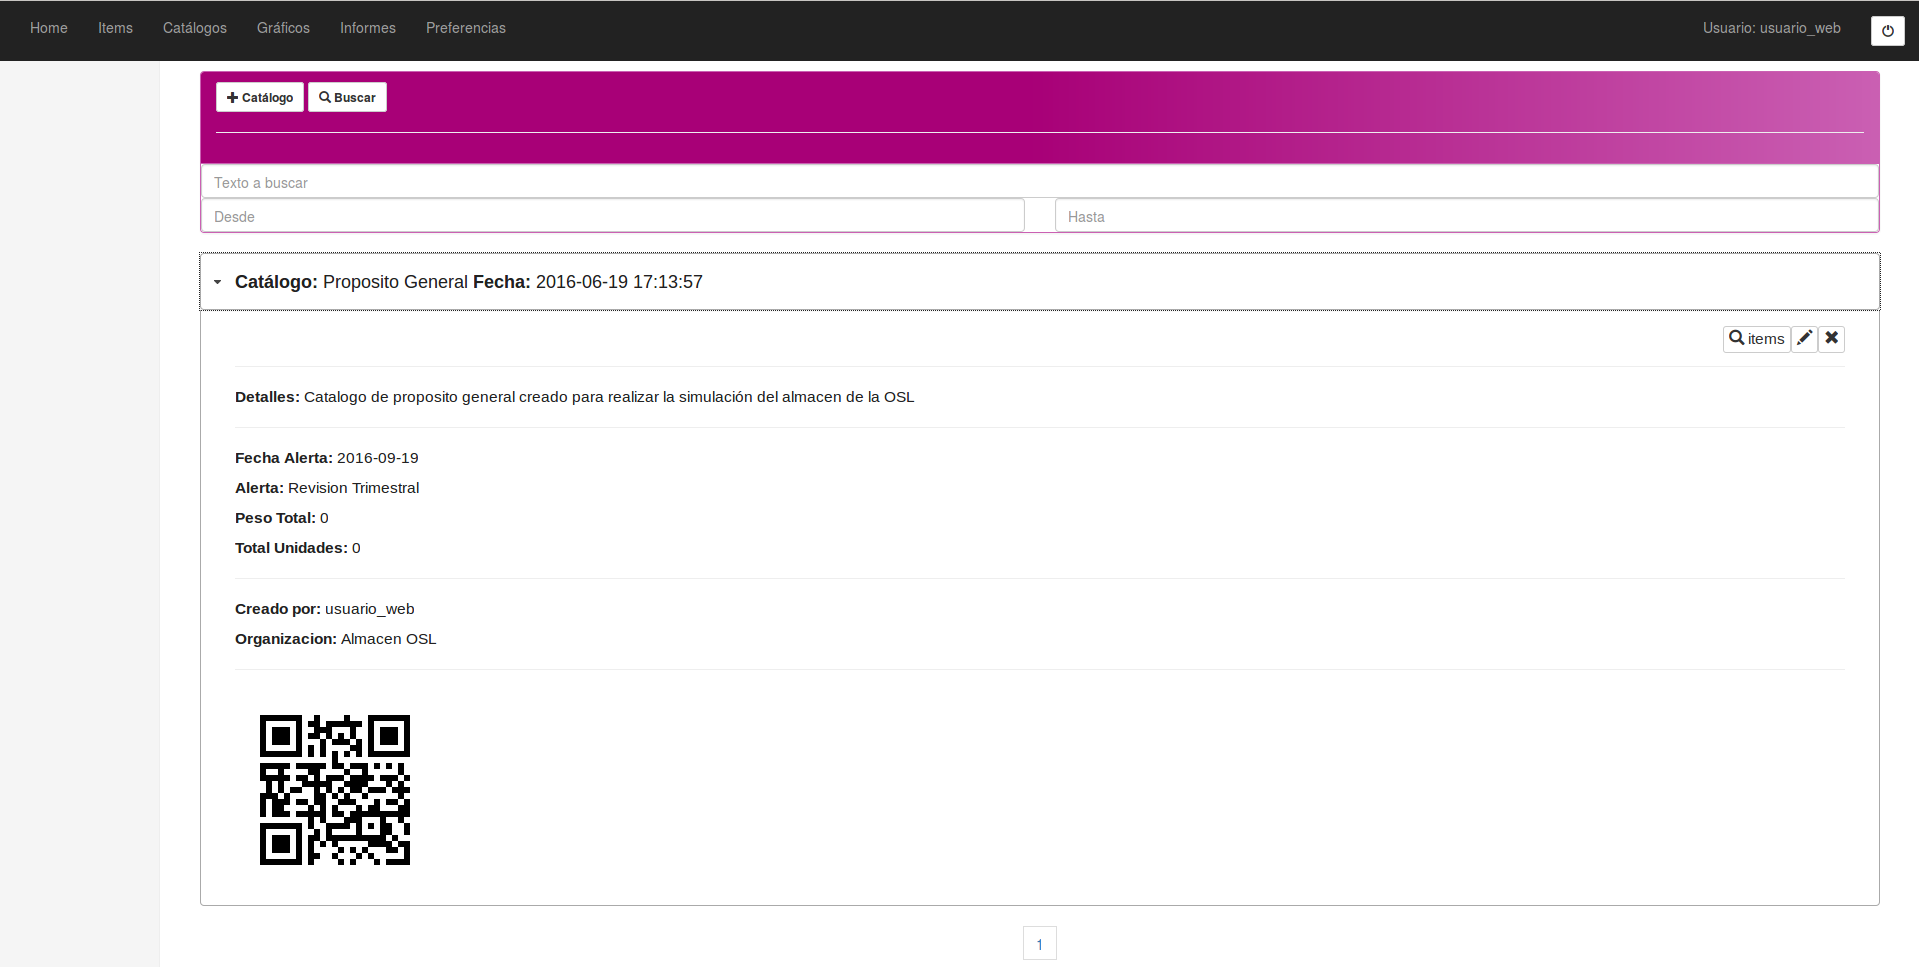 Home Items Catálogos Gráficos Informes Preferencias Usuario: usuario_web
Catálogo Buscar
Texto a buscar
Desde Hasta
Catálogo: Proposito General Fecha: 2016-06-19 17:13:57
items
Detalles: Catalogo de proposito general creado para realizar la simulación del almacen de la OSL
Fecha Alerta: 2016-09-19
Alerta: Revision Trimestral
Peso Total: 0
Total Unidades: 0
Creado por: usuario_web
Organizacion: Almacen OSL
1